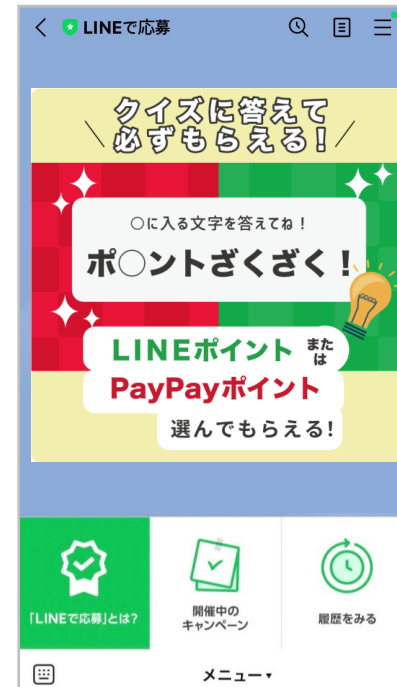 LINEで応募
クイズに答えて
必ずもらえる!
○に入る文字を答えてね！
ポ○ントざくざく！
LINEポイント または
PayPayポイント
選んでもらえる!
「LINEで応募」とは?
開催中の
キャンペーン
履歴をみる
メニュー▾